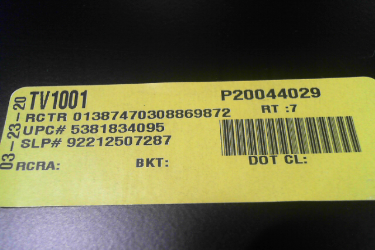 03-23-20
TV1001 P20044029
RCTR 01387470308869872 RT :7
UPC# 5381834095
SLP# 92212507287
RCRA: BKT: DOT CL: